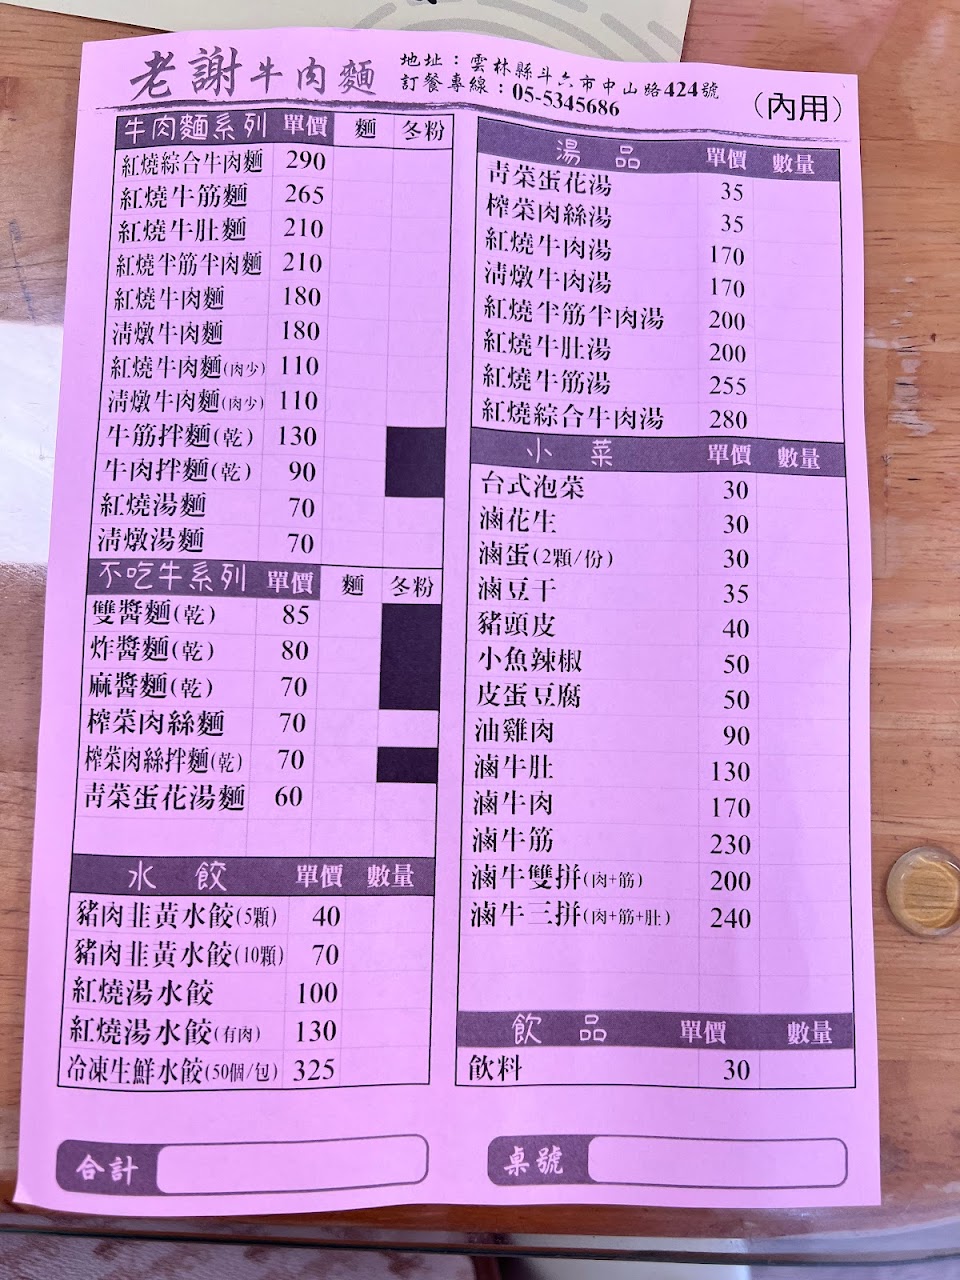 老謝牛肉麵
地址：雲林縣斗六市中山路424號
訂餐專線：05-5345686
（內用）
牛肉麵系列 單價 麵 冬粉
紅燒綜合牛肉麵 290
紅燒牛筋麵 265
紅燒牛肚麵 210
紅燒半筋半肉麵 210
紅燒牛肉麵 180
清燉牛肉麵 180
紅燒牛肉麵(肉少) 110
清燉牛肉麵(肉少) 110
牛筋拌麵(乾) 130
牛肉拌麵(乾) 90
紅燒湯麵 70
清燉湯麵 70
不吃牛系列 單價 麵 冬粉
雙醬麵(乾) 85
炸醬麵(乾) 80
麻醬麵(乾) 70
榨菜肉絲麵 70
榨菜肉絲拌麵(乾) 70
青菜蛋花湯麵 60
水餃 單價 數量
豬肉韭黃水餃(5顆) 40
豬肉韭黃水餃(10顆) 70
紅燒湯水餃 100
紅燒湯水餃(有肉) 130
冷凍生鮮水餃(50個/包) 325
合計
湯品 單價 數量
青菜蛋花湯 35
榨菜肉絲湯 35
紅燒牛肉湯 170
清燉牛肉湯 170
紅燒半筋半肉湯 200
紅燒牛肚湯 200
紅燒牛筋湯 255
紅燒綜合牛肉湯 280
小菜 單價 數量
台式泡菜 30
滷花生 30
滷蛋(2顆/份) 30
滷豆干 35
豬頭皮 40
小魚辣椒 50
皮蛋豆腐 50
油雞肉 90
滷牛肚 130
滷牛肉 170
滷牛筋 230
滷牛雙拼(肉+筋) 200
滷牛三拼(肉+筋+肚) 240
飲品 單價 數量
飲料 30
桌號